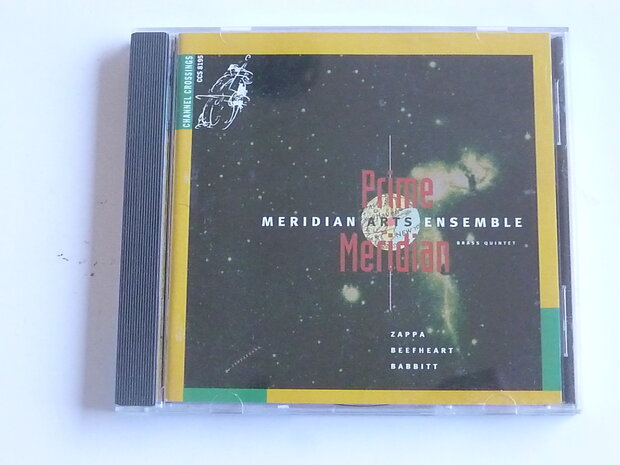 CHANNEL CROSSINGS
CCS 8195
Prime
MERIDIAN ARTS ENSEMBLE
BRASS QUINTET
Meridian
ZAPPA
BEEFHEART
BABBITT